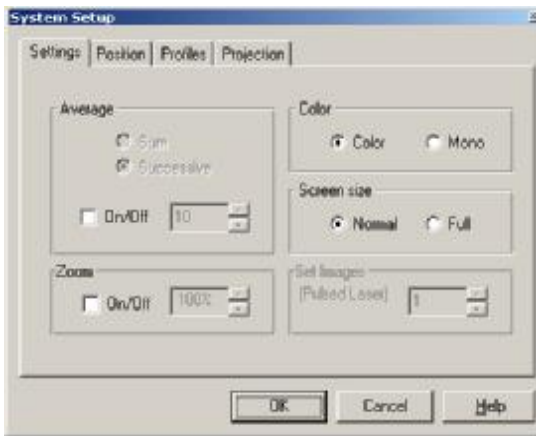 System Setup
Settings Position Profiles Projection
Average
Sum
Successive
On/Off 10
Zoom
On/Off 100%
Color
Color Mono
Screen size
Normal Full
Set Images
(Pulsed Laser) 1
OK Cancel Help